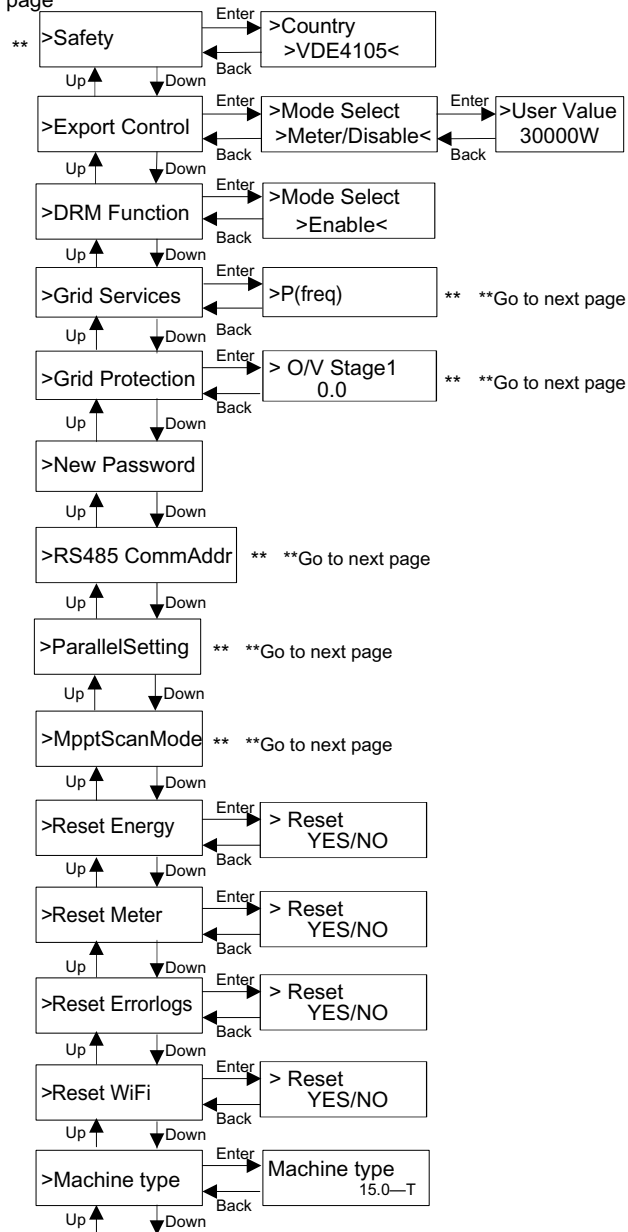 page
** >Safety Enter >Country
>VDE4105<
Back
Up Down
>Export Control Enter >Mode Select Enter >User Value
>Meter/Disable< 30000W
Back Back
Up Down
>DRM Function Enter >Mode Select
>Enable<
Back
Up Down
>Grid Services Enter >P(freq) ** **Go to next page
Back
Up Down
>Grid Protection Enter > O/V Stage1 ** **Go to next page
0.0
Back
Up Down
>New Password
Up Down
>RS485 CommAddr ** **Go to next page
Up Down
>ParallelSetting ** **Go to next page
Up Down
>MpptScanMode ** **Go to next page
Up Down
>Reset Energy Enter > Reset
YES/NO
Back
Up Down
>Reset Meter Enter > Reset
YES/NO
Back
Up Down
>Reset Errorlogs Enter > Reset
YES/NO
Back
Up Down
>Reset WiFi Enter > Reset
YES/NO
Back
Up Down
>Machine type Enter Machine type
15.0—T
Back
Up Down